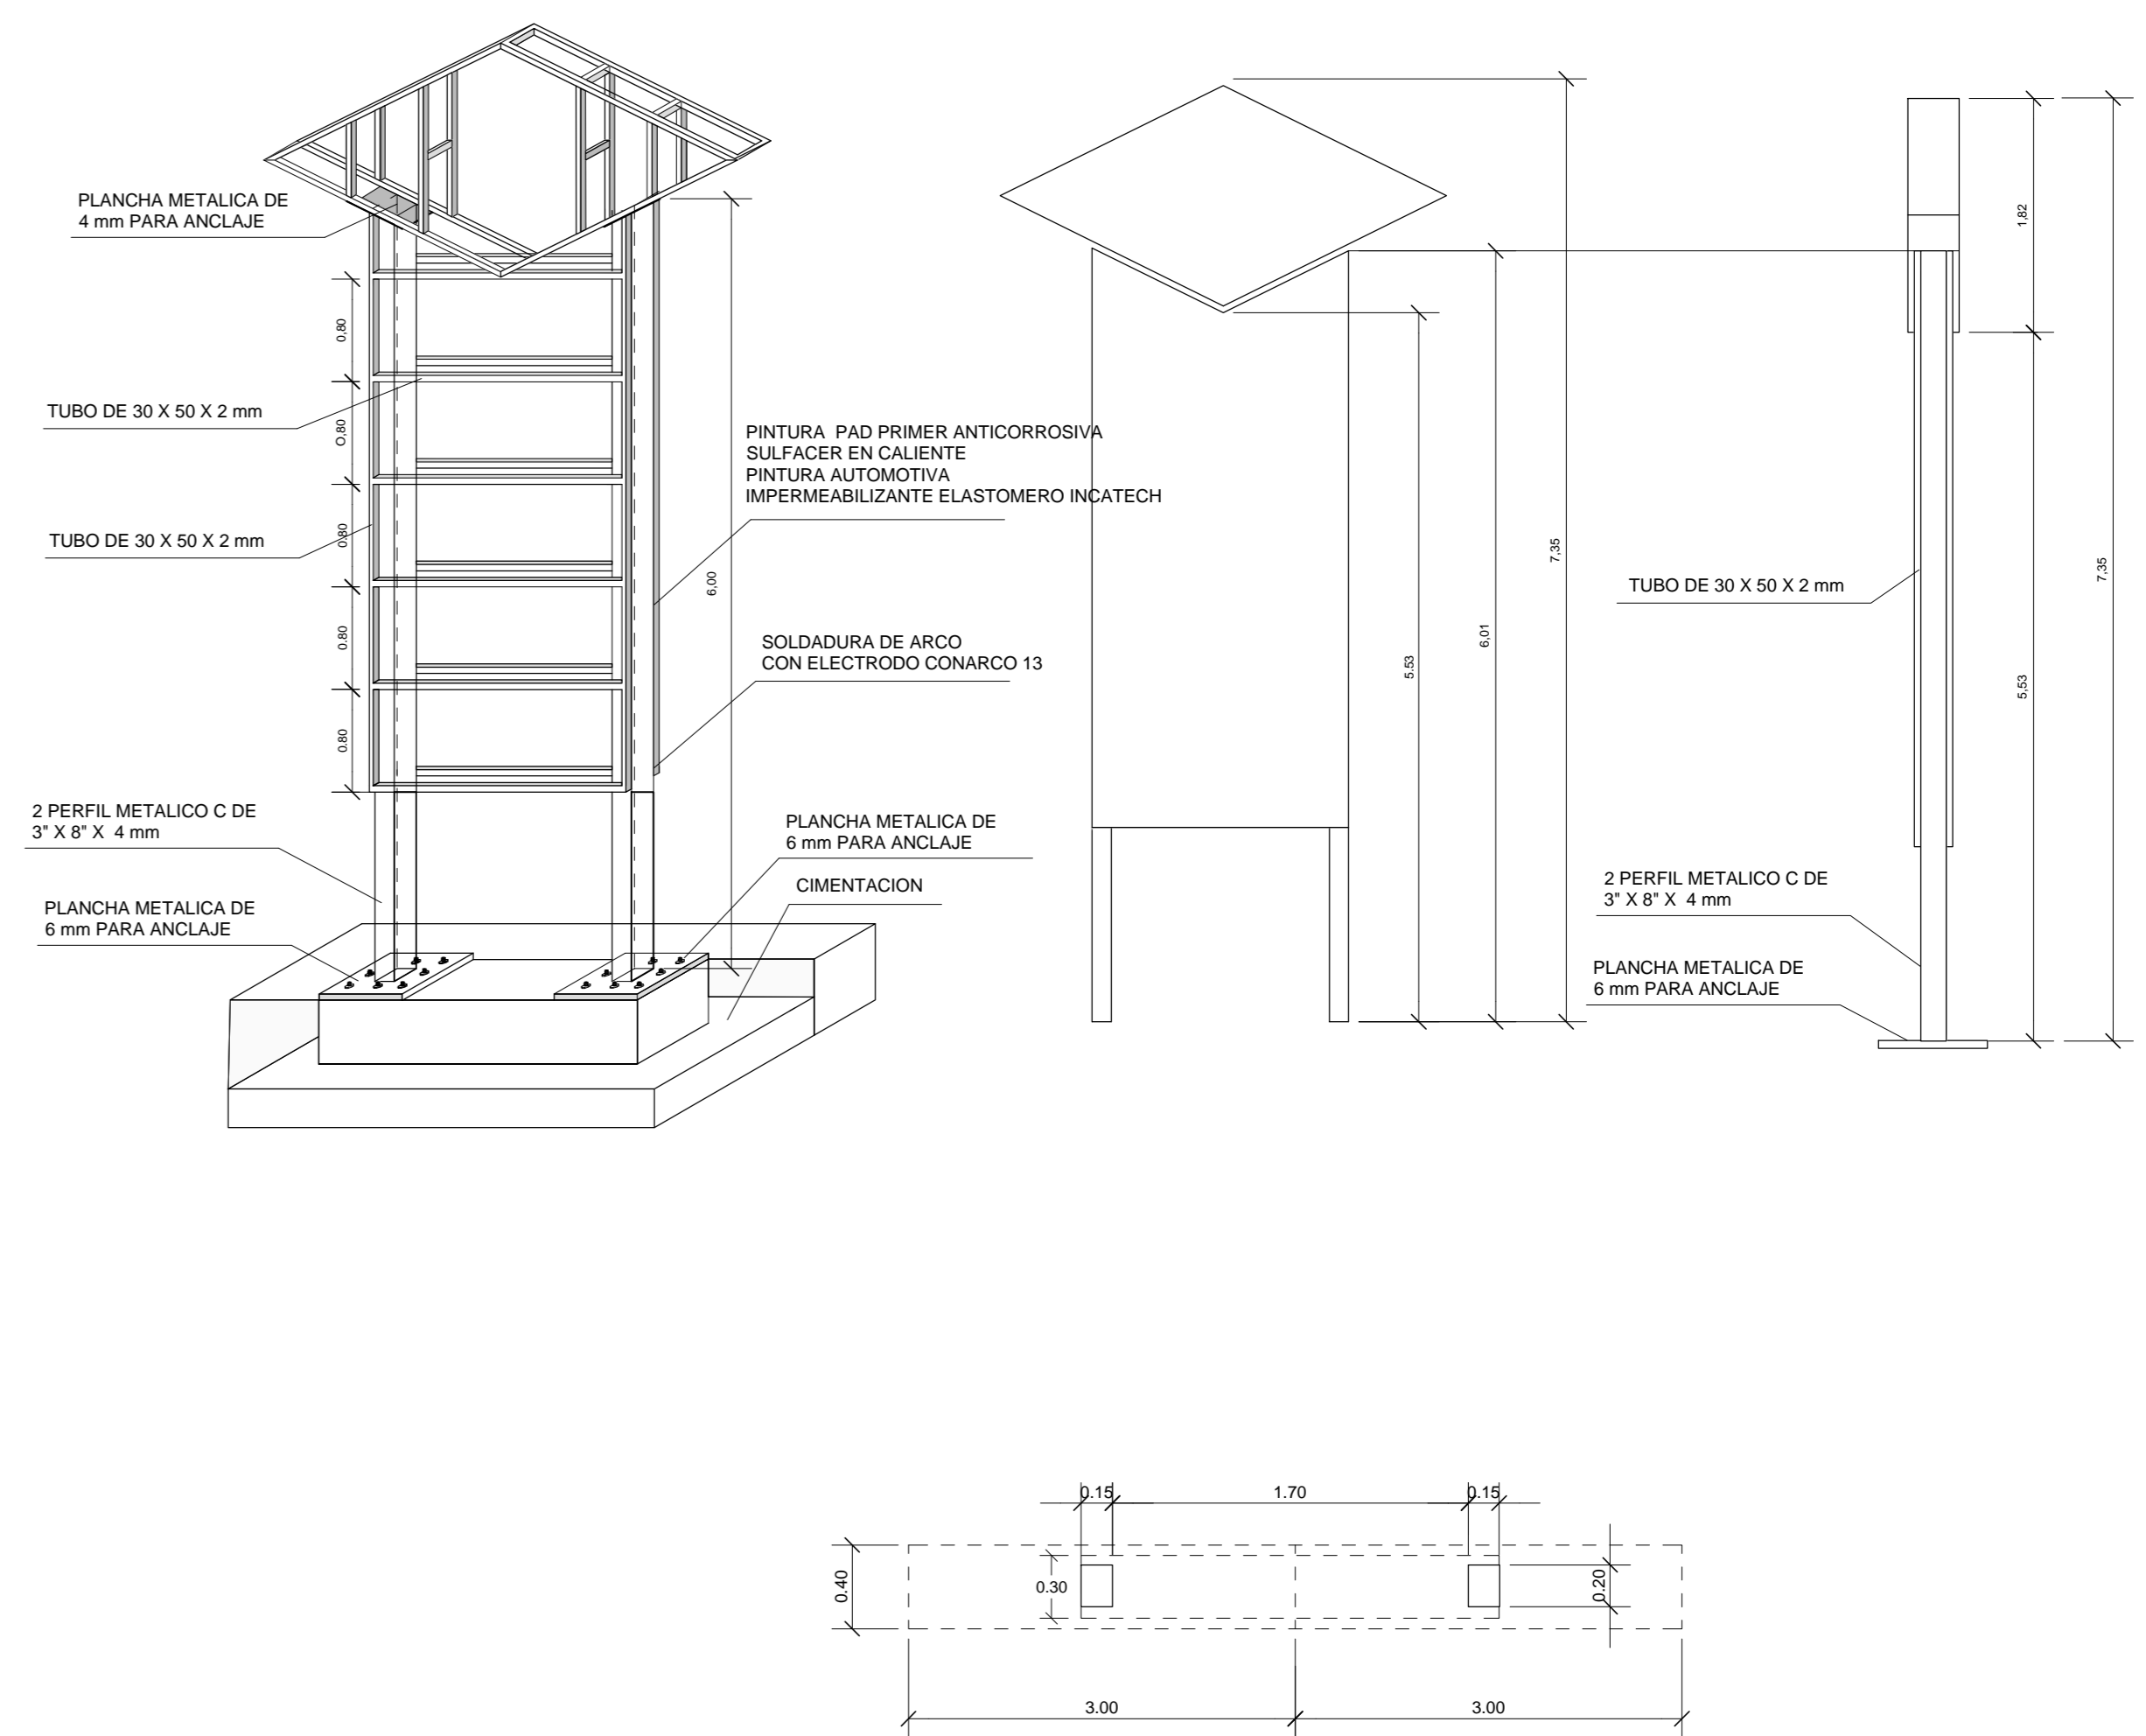 PLANCHA METALICA DE
4 mm PARA ANCLAJE
0,80
TUBO DE 30 X 50 X 2 mm
O,80
TUBO DE 30 X 50 X 2 mm
0.80
0.80
0.80
2 PERFIL METALICO C DE
3" X 8" X 4 mm
PLANCHA METALICA DE
6 mm PARA ANCLAJE
PINTURA PAD PRIMER ANTICORROSIVA
SULFACER EN CALIENTE
PINTURA AUTOMOTIVA
IMPERMEABILIZANTE ELASTOMERO INCATECH
6,00
SOLDADURA DE ARCO
CON ELECTRODO CONARCO 13
PLANCHA METALICA DE
6 mm PARA ANCLAJE
CIMENTACION
5.53
6,01
7,35
TUBO DE 30 X 50 X 2 mm
2 PERFIL METALICO C DE
3" X 8" X 4 mm
PLANCHA METALICA DE
6 mm PARA ANCLAJE
1,82
5,53
7,35
0.15
1.70
0.15
0.40
0.30
0.20
3.00
3.00